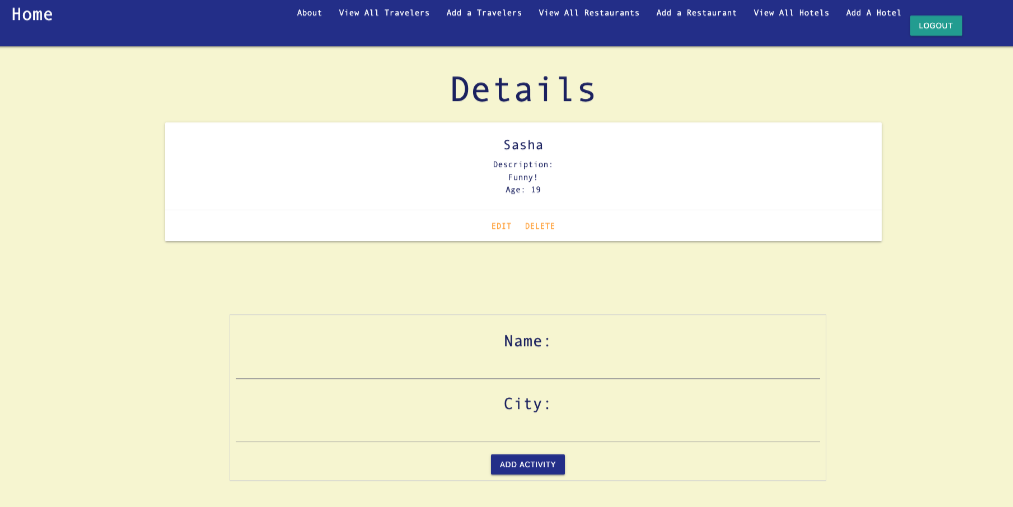 Home
About View All Travelers Add a Travelers View All Restaurants Add a Restaurant View All Hotels Add A Hotel LOGOUT
Details
Sasha
Description:
Funny!
Age: 19
EDIT DELETE
Name:
City:
ADD ACTIVITY